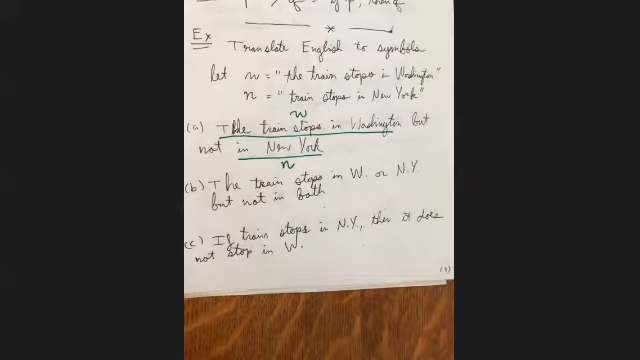 Ex Translate English to symbols
Let w = "the train stops in Washington"
n = "train stops in New York"
w
(a) The train stops in Washington but
not in New York
n
(b) The train stops in W. or N.Y.
but not in both
(c) If train stops in N.Y., then it does
not stop in W.